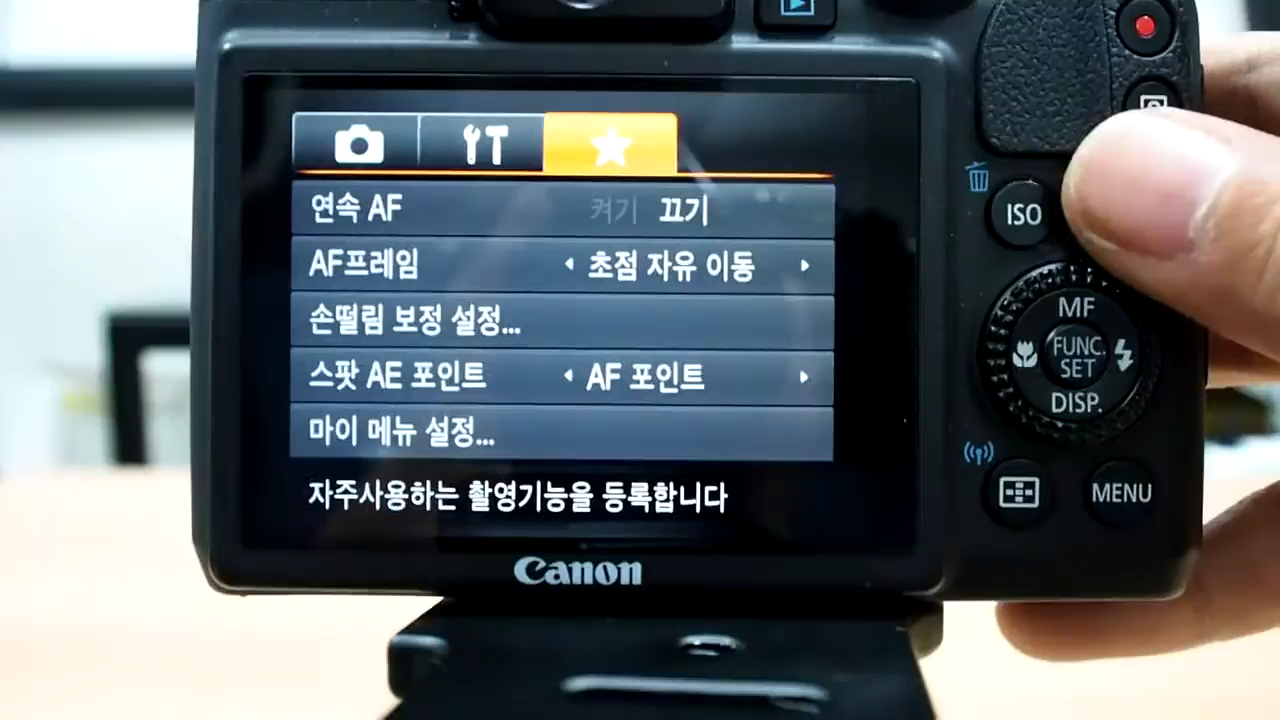 연속 AF 켜기 끄기
AF프레임 초점 자유 이동
손떨림 보정 설정...
스팟 AE 포인트 AF 포인트
마이 메뉴 설정...
자주사용하는 촬영기능을 등록합니다
Canon
ISO
MF
FUNC.
SET
DISP.
MENU